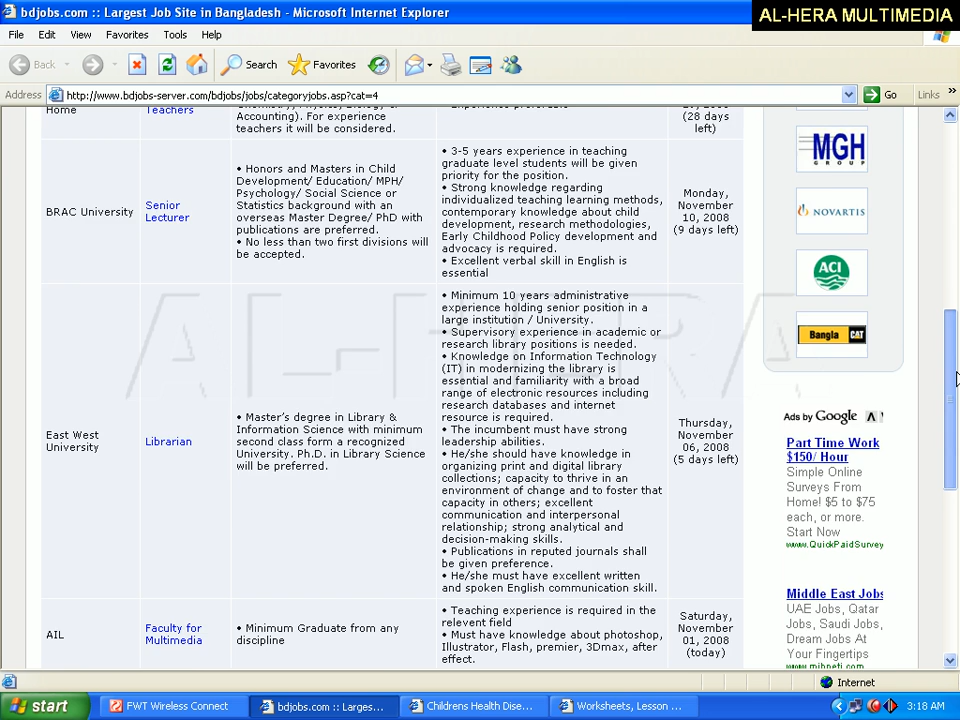 bdjobs.com :: Largest Job Site in Bangladesh - Microsoft Internet Explorer
AL-HERA MULTIMEDIA
File Edit View Favorites Tools Help
Back Search Favorites
Address http://www.bdjobs-server.com/bdjobs/jobs/categoryjobs.asp?cat=4 Go Links »
Home
Teachers
Accounting). For experience
teachers it will be considered.
(28 days
left)
BRAC University
Senior
Lecturer
• Honors and Masters in Child
Development/ Education/ MPH/
Psychology/ Social Science or
Statistics background with an
overseas Master Degree/ PhD with
publications are preferred.
• No less than two first divisions will
be accepted.
• 3-5 years experience in teaching
graduate level students will be given
priority for the position.
• Strong knowledge regarding
individualized teaching learning methods,
contemporary knowledge about child
development, research methodologies,
Early Childhood Policy development and
advocacy is required.
• Excellent verbal skill in English is
essential
Monday,
November
10, 2008
(9 days left)
East West
University
Librarian
• Master's degree in Library &
Information Science with minimum
second class form a recognized
University. Ph.D. in Library Science
will be preferred.
• Minimum 10 years administrative
experience holding senior position in a
large institution / University.
• Supervisory experience in academic or
research library positions is needed.
• Knowledge on Information Technology
(IT) in modernizing the library is
essential and familiarity with a broad
range of electronic resources including
research databases and internet
resource is required.
• The incumbent must have strong
leadership abilities.
• He/she should have knowledge in
organizing print and digital library
collections; capacity to thrive in an
environment of change and to foster that
capacity in others; excellent
communication and interpersonal
relationship; strong analytical and
decision-making skills.
• Publications in reputed journals shall
be given preference.
• He/she must have excellent written
and spoken English communication skill.
Thursday,
November
06, 2008
(5 days left)
AIL
Faculty for
Multimedia
• Minimum Graduate from any
discipline
• Teaching experience is required in the
relevent field
• Must have knowledge about photoshop,
Illustrator, Flash, premier, 3Dmax, after
effect.
Saturday,
November
01, 2008
(today)
MGH
GROUP
NOVARTIS
ACI
Bangla CAT
Ads by Google
Part Time Work
$150/ Hour
Simple Online
Surveys From
Home! $5 to $75
each, or more.
Start Now
www.QuickPaidSurvey
Middle East Jobs
UAE Jobs, Qatar
Jobs, Saudi Jobs,
Dream Jobs At
Your Fingertips
AL-HERA
Internet
start
FWT Wireless Connect
bdjobs.com :: Larges...
Childrens Health Dise...
Worksheets, Lesson ...
3:18 AM